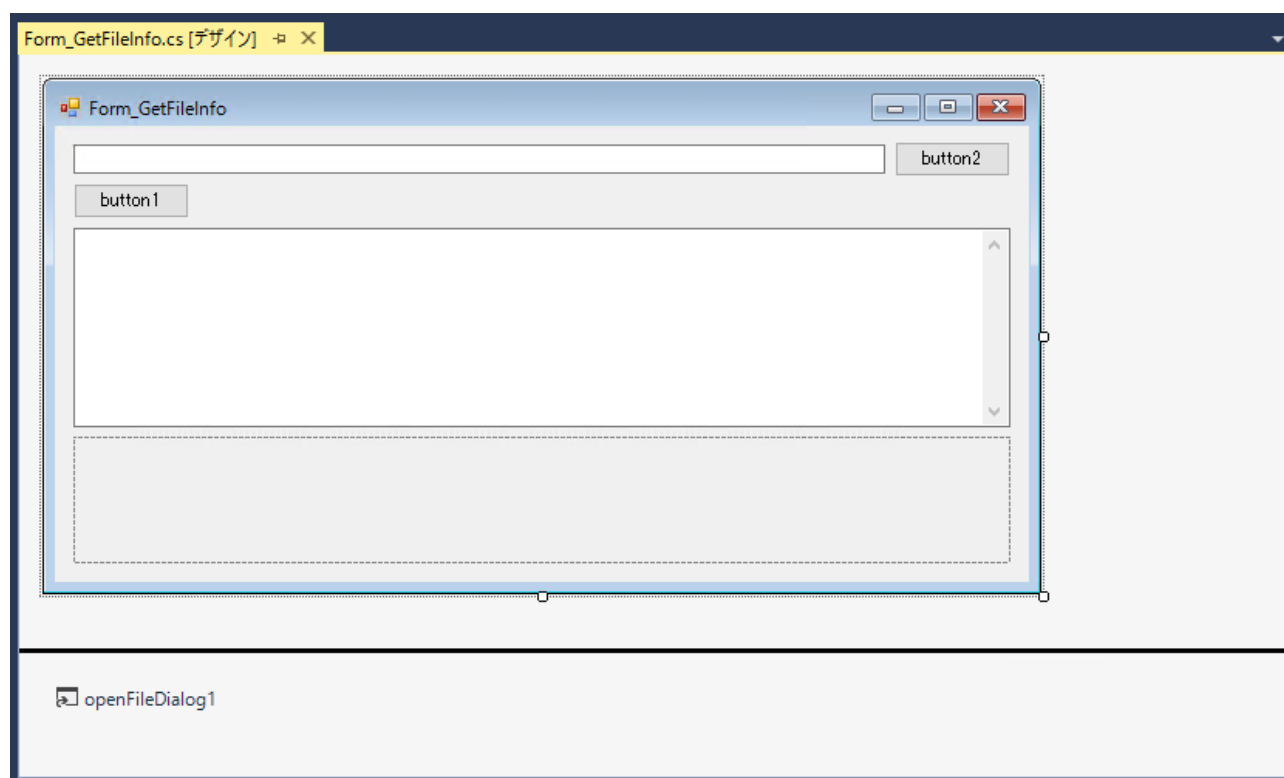 Form_GetFileInfo.cs [デザイン]
Form_GetFileInfo
button2
button1
openFileDialog1